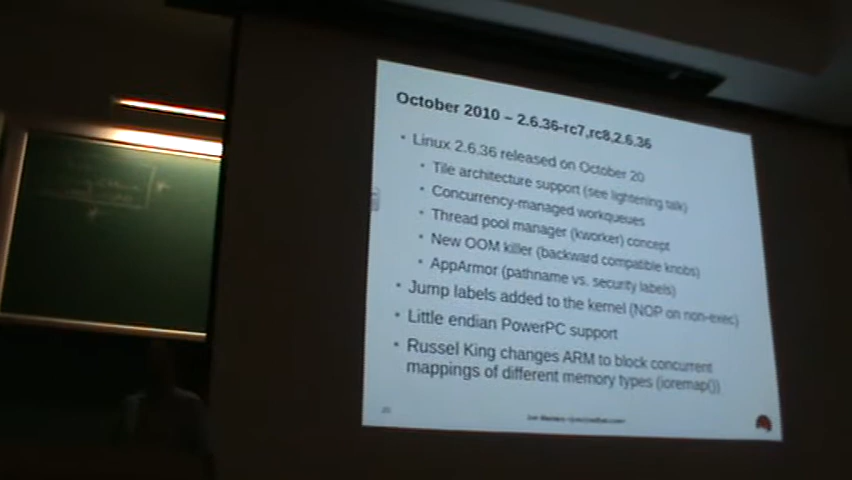 October 2010 – 2.6.36-rc7,rc8,2.6.36
• Linux 2.6.36 released on October 20
• Tile architecture support (see lightening talk)
• Concurrency-managed workqueues
• Thread pool manager (kworker) concept
• New OOM killer (backward compatible knobs)
• AppArmor (pathname vs. security labels)
• Jump labels added to the kernel (NOP on non-exec)
• Little endian PowerPC support
• Russel King changes ARM to block concurrent
mappings of different memory types (ioremap())